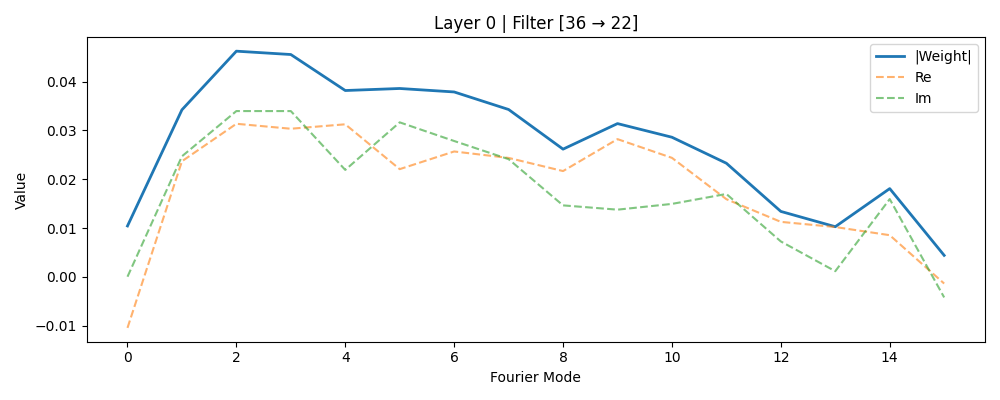 Layer 0 | Filter [36 → 22]
|Weight|
Re
Im
Value
0.04
0.03
0.02
0.01
0.00
−0.01
0 2 4 6 8 10 12 14
Fourier Mode